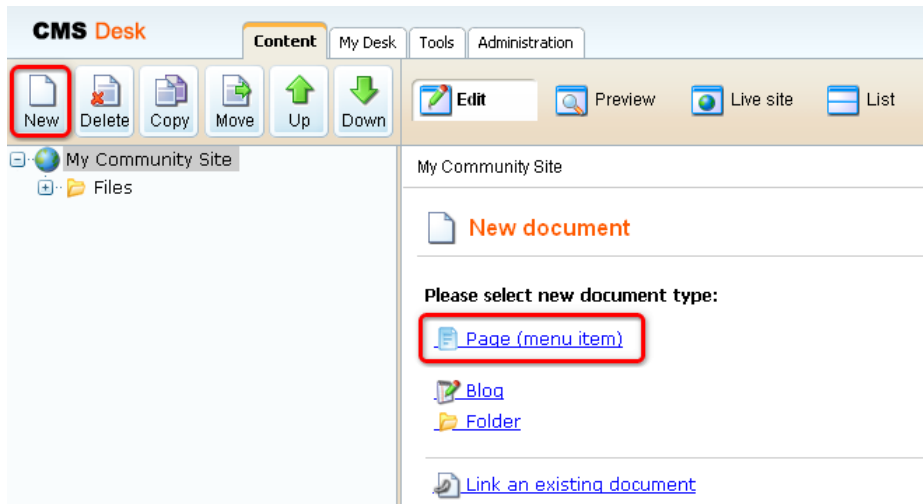 CMS Desk
Content My Desk Tools Administration
New Delete Copy Move Up Down
Edit Preview Live site List
My Community Site
Files
My Community Site
New document
Please select new document type:
Page (menu item)
Blog
Folder
Link an existing document